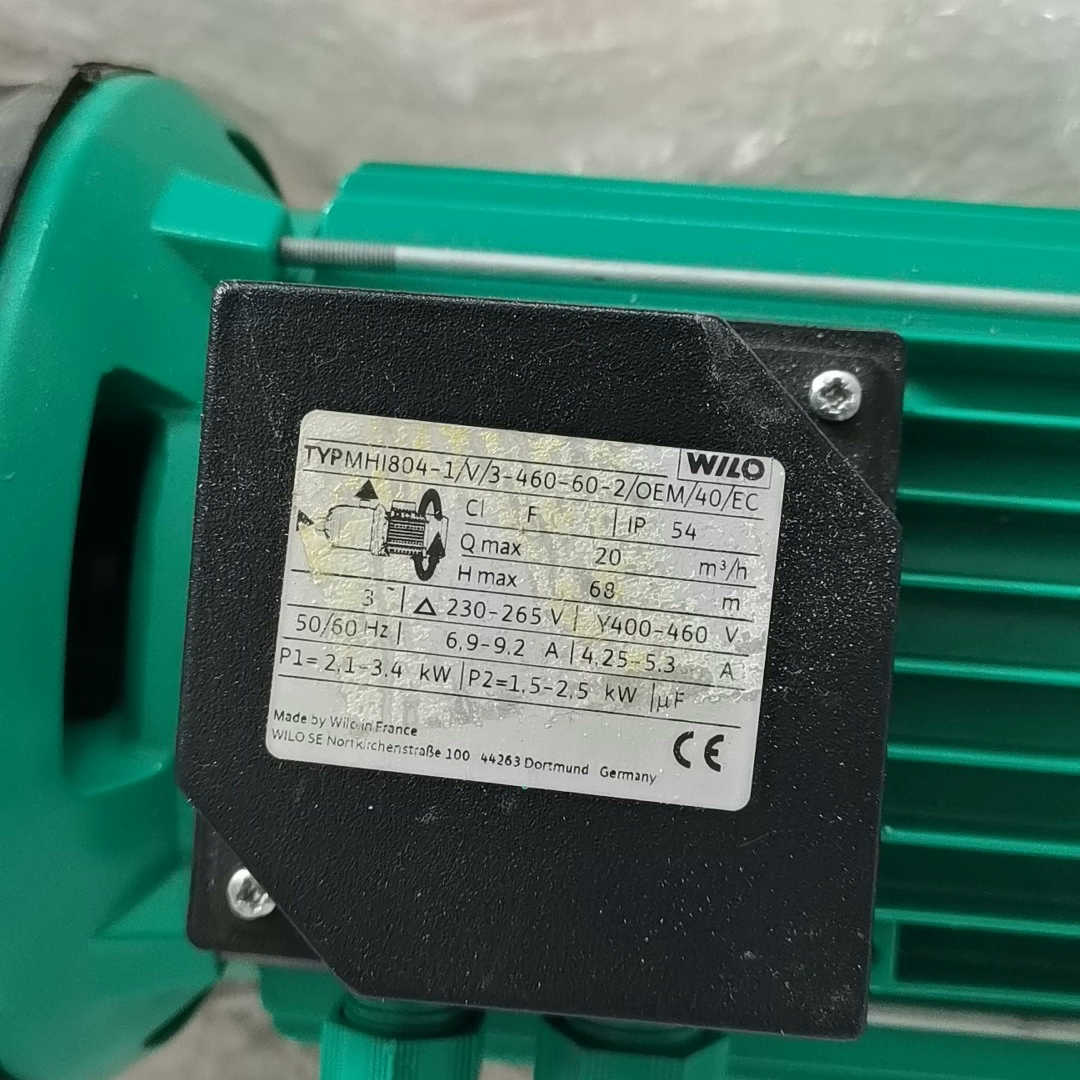 WILO
TYP MHI804-1/V/3-460-60-2/OEM/40/EC
Cl F IP 54
Q max 20 m³/h
H max 68 m
3 ~ Δ 230-265 V Y400-460 V
50/60 Hz 6,9-9.2 A 4,25-5.3 A
P1= 2,1-3.4 kW P2=1,5-2,5 kW µF
Made by Wilo in France
WILO SE Nortkirchenstraße 100 44263 Dortmund Germany
CE